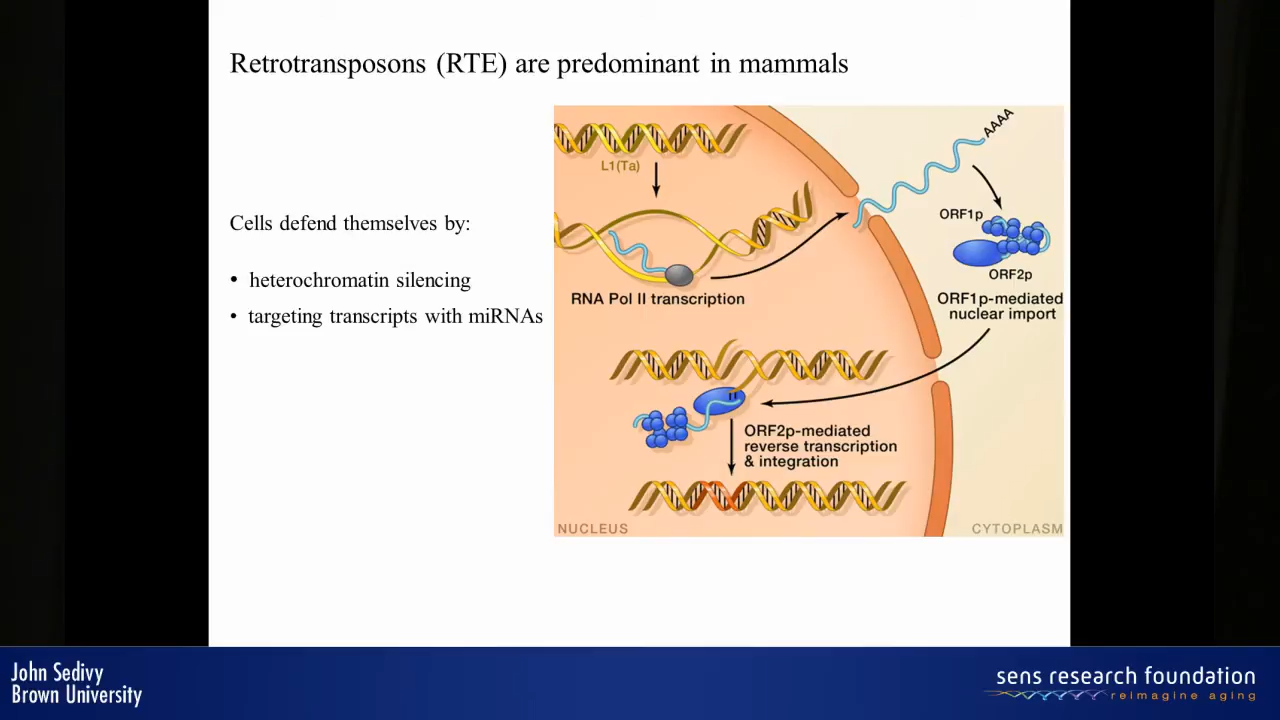 Retrotransposons (RTE) are predominant in mammals
Cells defend themselves by:
• heterochromatin silencing
• targeting transcripts with miRNAs
L1(Ta)
RNA Pol II transcription
AAAA
ORF1p
ORF2p
ORF1p-mediated
nuclear import
ORF2p-mediated
reverse transcription
& integration
NUCLEUS
CYTOPLASM
John Sedivy
Brown University
sens research foundation
reimagine aging